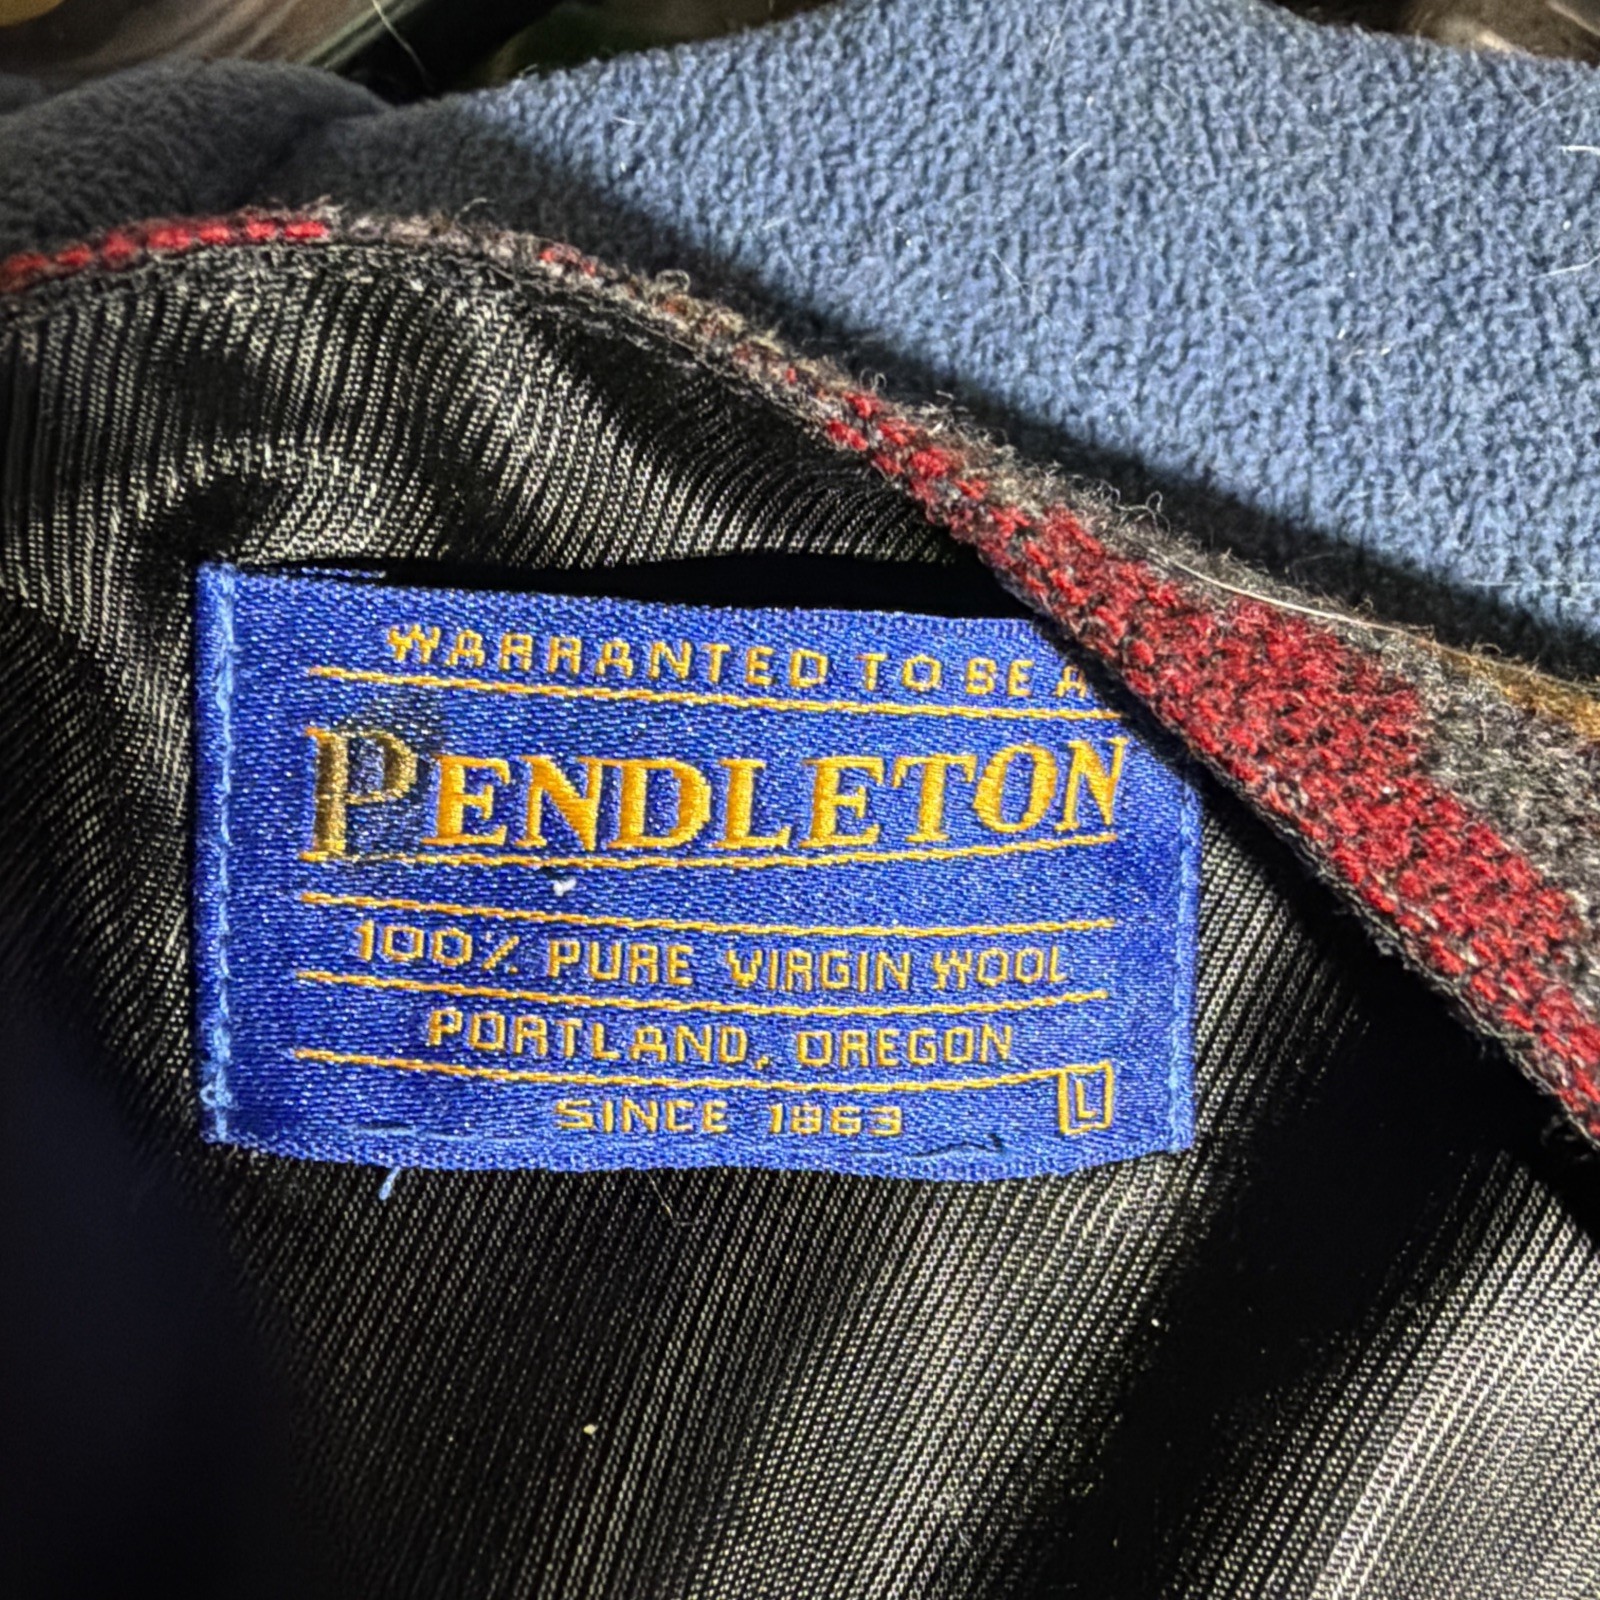 WARRANTED TO BE A
PENDLETON
100% PURE VIRGIN WOOL
PORTLAND, OREGON
SINCE 1863
L